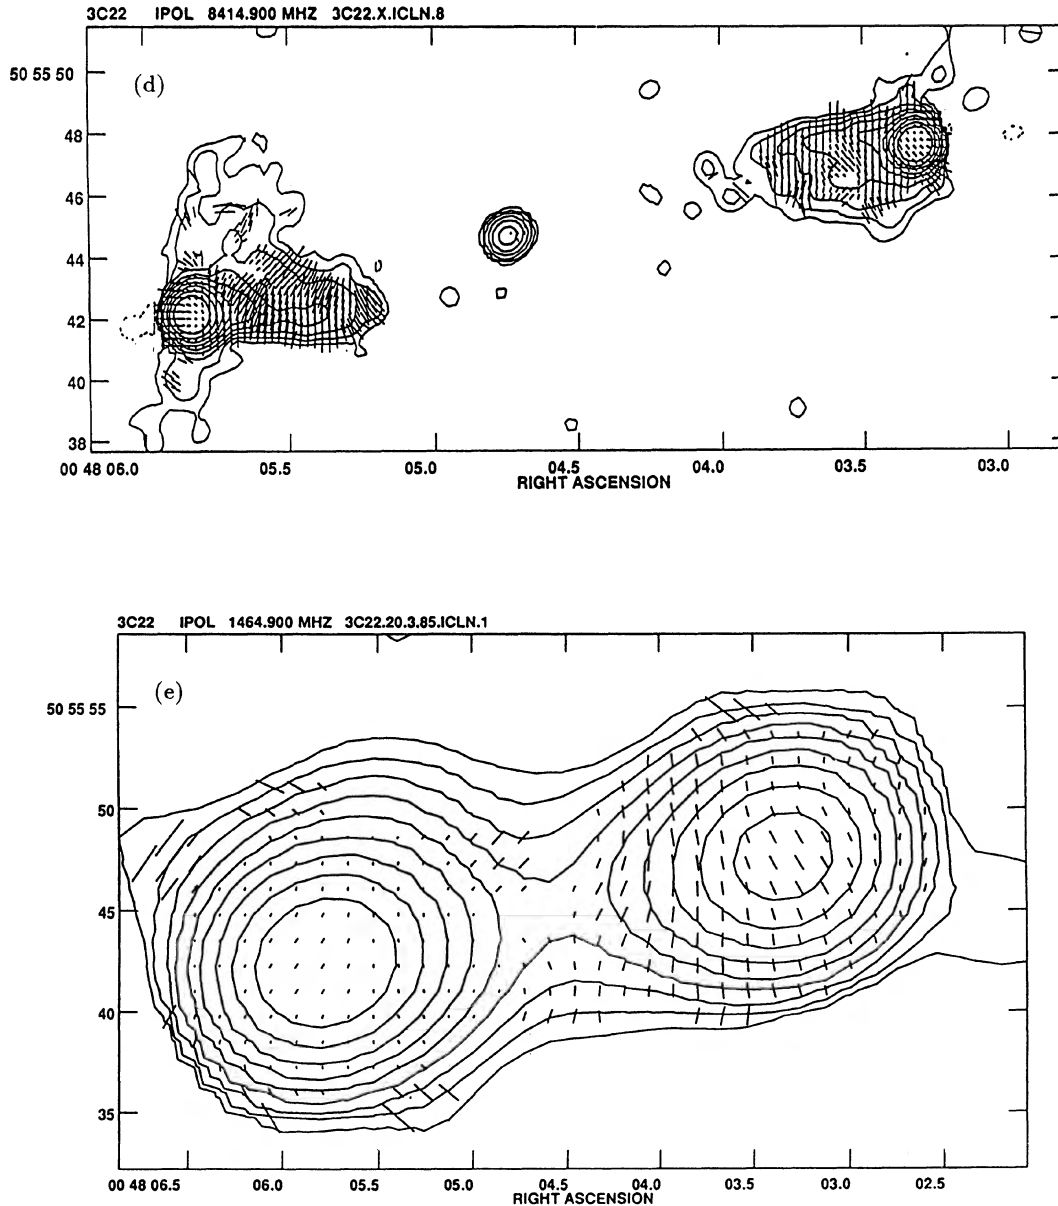 3C22 IPOL 8414.900 MHZ 3C22.X.ICLN.8
(d)
50 55 50
48
46
44
42
40
38
00 48 06.0 05.5 05.0 04.5 04.0 03.5 03.0
RIGHT ASCENSION
3C22 IPOL 1464.900 MHZ 3C22.20.3.85.ICLN.1
(e)
50 55 55
50
45
40
35
00 48 06.5 06.0 05.5 05.0 04.5 04.0 03.5 03.0 02.5
RIGHT ASCENSION